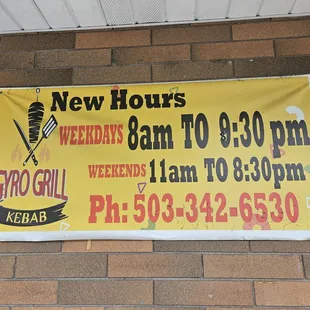 New Hours
WEEKDAYS 8am TO 9:30 pm
WEEKENDS 11am TO 8:30pm
Ph: 503-342-6530
GYRO GRILL
KEBAB